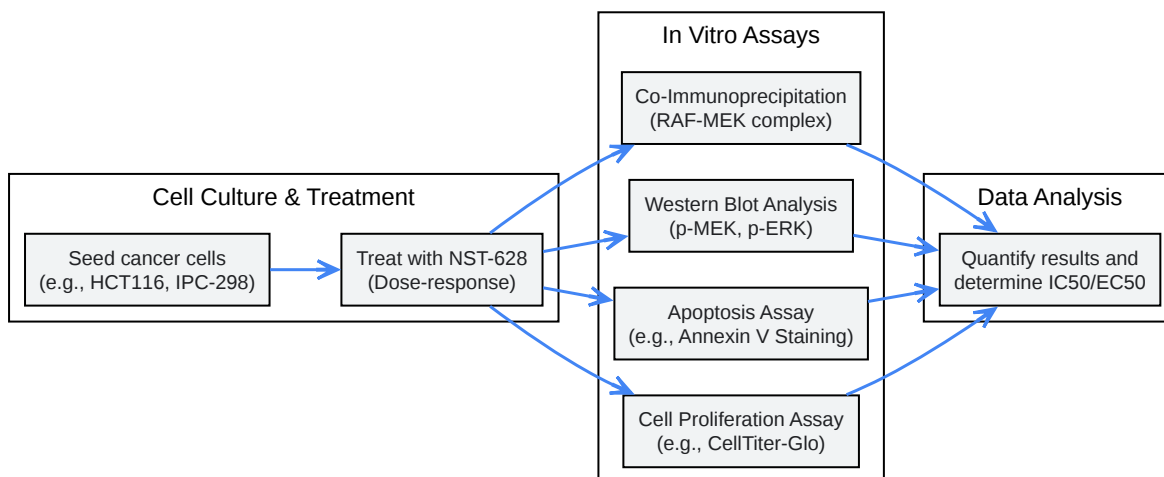 Cell Culture & Treatment
Seed cancer cells
(e.g., HCT116, IPC-298)
Treat with NST-628
(Dose-response)
In Vitro Assays
Co-Immunoprecipitation
(RAF-MEK complex)
Western Blot Analysis
(p-MEK, p-ERK)
Apoptosis Assay
(e.g., Annexin V Staining)
Cell Proliferation Assay
(e.g., CellTiter-Glo)
Data Analysis
Quantify results and
determine IC50/EC50